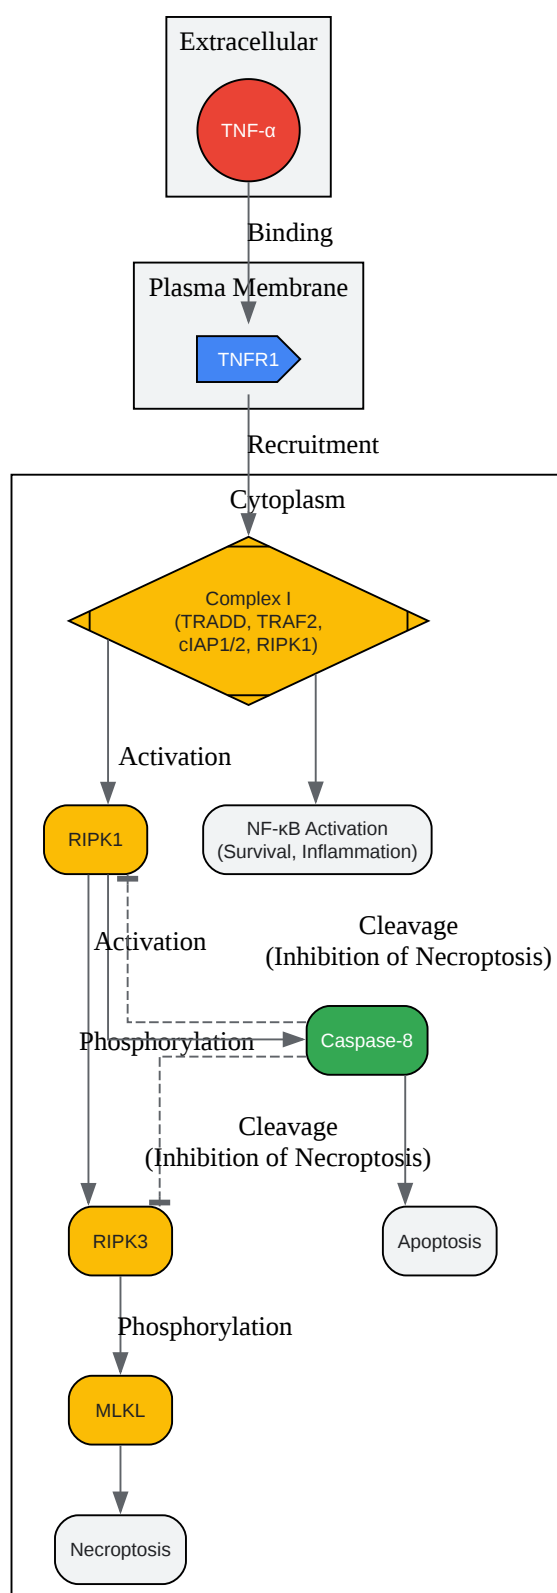 Extracellular
TNF-α
Binding
Plasma Membrane
TNFR1
Recruitment
Cytoplasm
Complex I
(TRADD, TRAF2,
cIAP1/2, RIPK1)
Activation
RIPK1
NF-κB Activation
(Survival, Inflammation)
Cleavage
(Inhibition of Necroptosis)
Activation
Phosphorylation
Caspase-8
Cleavage
(Inhibition of Necroptosis)
RIPK3
Apoptosis
Phosphorylation
MLKL
Necroptosis